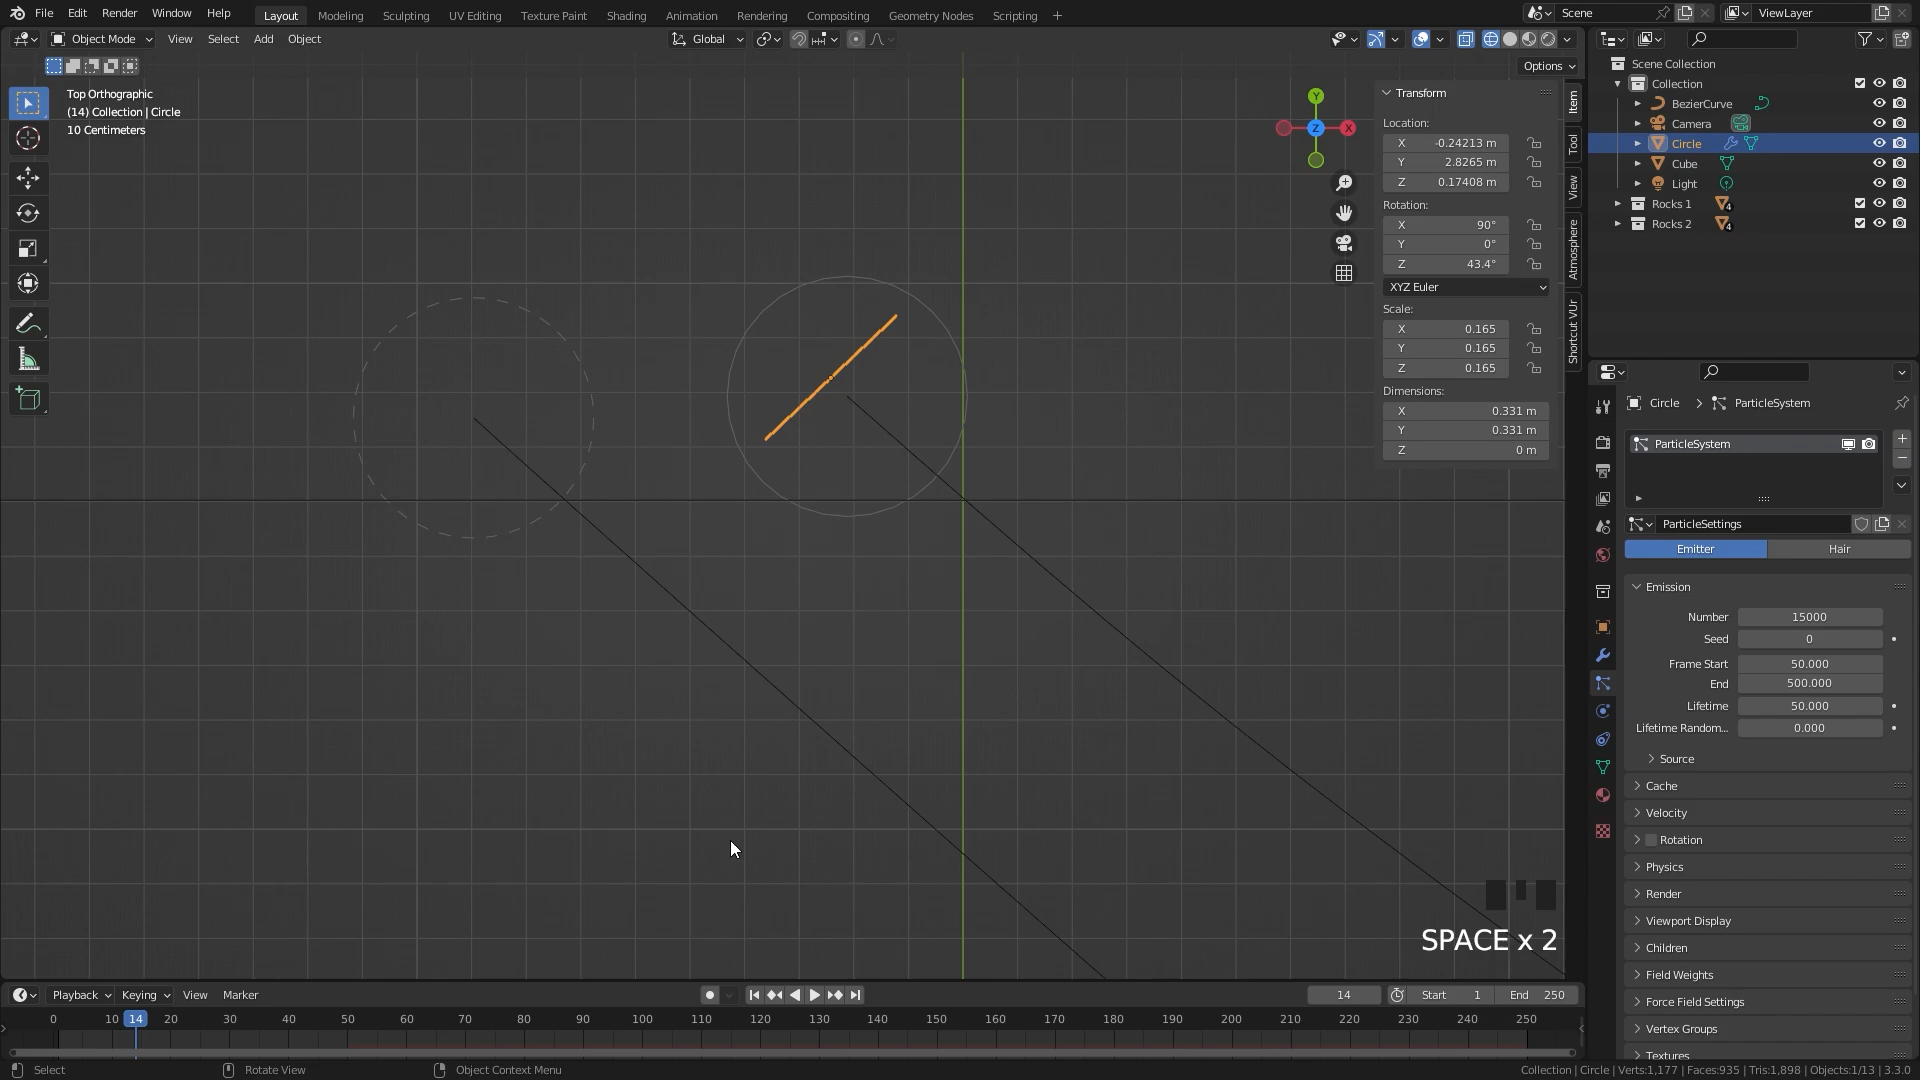 File Edit Render Window Help
Layout Modeling Sculpting UV Editing Texture Paint Shading Animation Rendering Compositing Geometry Nodes Scripting +
Scene
ViewLayer
Object Mode View Select Add Object
Global
Options
Top Orthographic
(14) Collection | Circle
10 Centimeters
Y
Z
X
Transform
Location:
X -0.24213 m
Y 2.8265 m
Z 0.17408 m
Rotation:
X 90°
Y 0°
Z 43.4°
XYZ Euler
Scale:
X 0.165
Y 0.165
Z 0.165
Dimensions:
X 0.331 m
Y 0.331 m
Z 0 m
Item
Tool
View
Atmosphere
Shortcut VUr
Scene Collection
Collection
BezierCurve
Camera
Circle
Cube
Light
Rocks 1 4
Rocks 2 4
Circle > ParticleSystem
ParticleSystem
ParticleSettings
Emitter Hair
Emission
Number 15000
Seed 0
Frame Start 50.000
End 500.000
Lifetime 50.000
Lifetime Random... 0.000
Source
Cache
Velocity
Rotation
Physics
Render
Viewport Display
Children
Field Weights
Force Field Settings
Vertex Groups
Textures
SPACE x 2
Playback Keying View Marker
14 Start 1 End 250
0 10 14 20 30 40 50 60 70 80 90 100 110 120 130 140 150 160 170 180 190 200 210 220 230 240 250
Select Rotate View Object Context Menu
Collection | Circle | Verts:1,177 | Faces:935 | Tris:1,898 | Objects:1/13 | 3.3.0